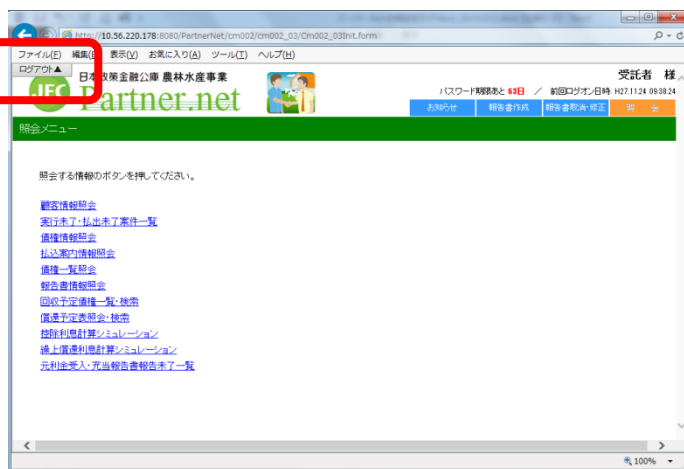 http://10.56.220.178:8080/PartnerNet/cm002/cm002_03/Cm002_03Init.form
ファイル(F) 編集(E) 表示(V) お気に入り(A) ツール(T) ヘルプ(H)
ログアウト▲
日本政策金融公庫 農林水産事業
受託者 様
JFC Partner.net
パスワード期限あと 63日 ／ 前回ログオン日時: H27.11.24 09:38:24
お知らせ 報告書作成 報告書取消・修正 照 会
照会メニュー
照会する情報のボタンを押してください。
顧客情報照会
実行未了・払出未了案件一覧
債権情報照会
払込案内情報照会
債権一覧照会
報告書情報照会
回収予定債権一覧・検索
償還予定表照会・検索
控除利息計算シミュレーション
繰上償還利息計算シミュレーション
元利金受入・充当報告書報告未了一覧
100%